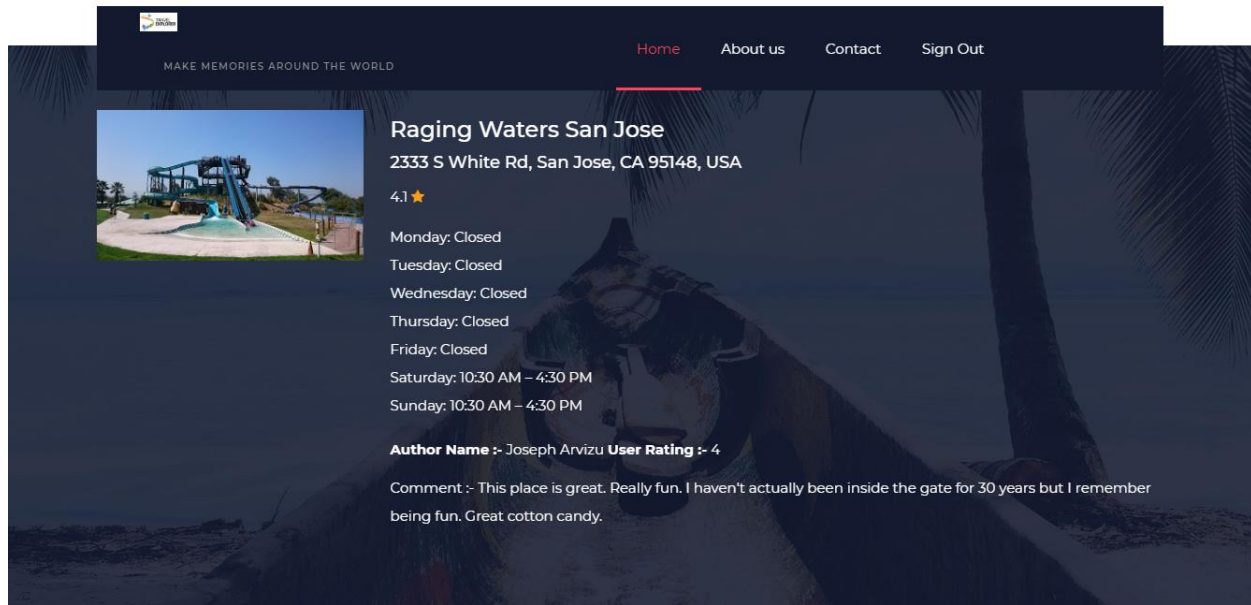 TRAVEL
EXPLORER
MAKE MEMORIES AROUND THE WORLD
Home
About us
Contact
Sign Out
Raging Waters San Jose
2333 S White Rd, San Jose, CA 95148, USA
4.1
Monday: Closed
Tuesday: Closed
Wednesday: Closed
Thursday: Closed
Friday: Closed
Saturday: 10:30 AM – 4:30 PM
Sunday: 10:30 AM – 4:30 PM
Author Name :- Joseph Arvizu User Rating :- 4
Comment :- This place is great. Really fun. I haven't actually been inside the gate for 30 years but I remember
being fun. Great cotton candy.